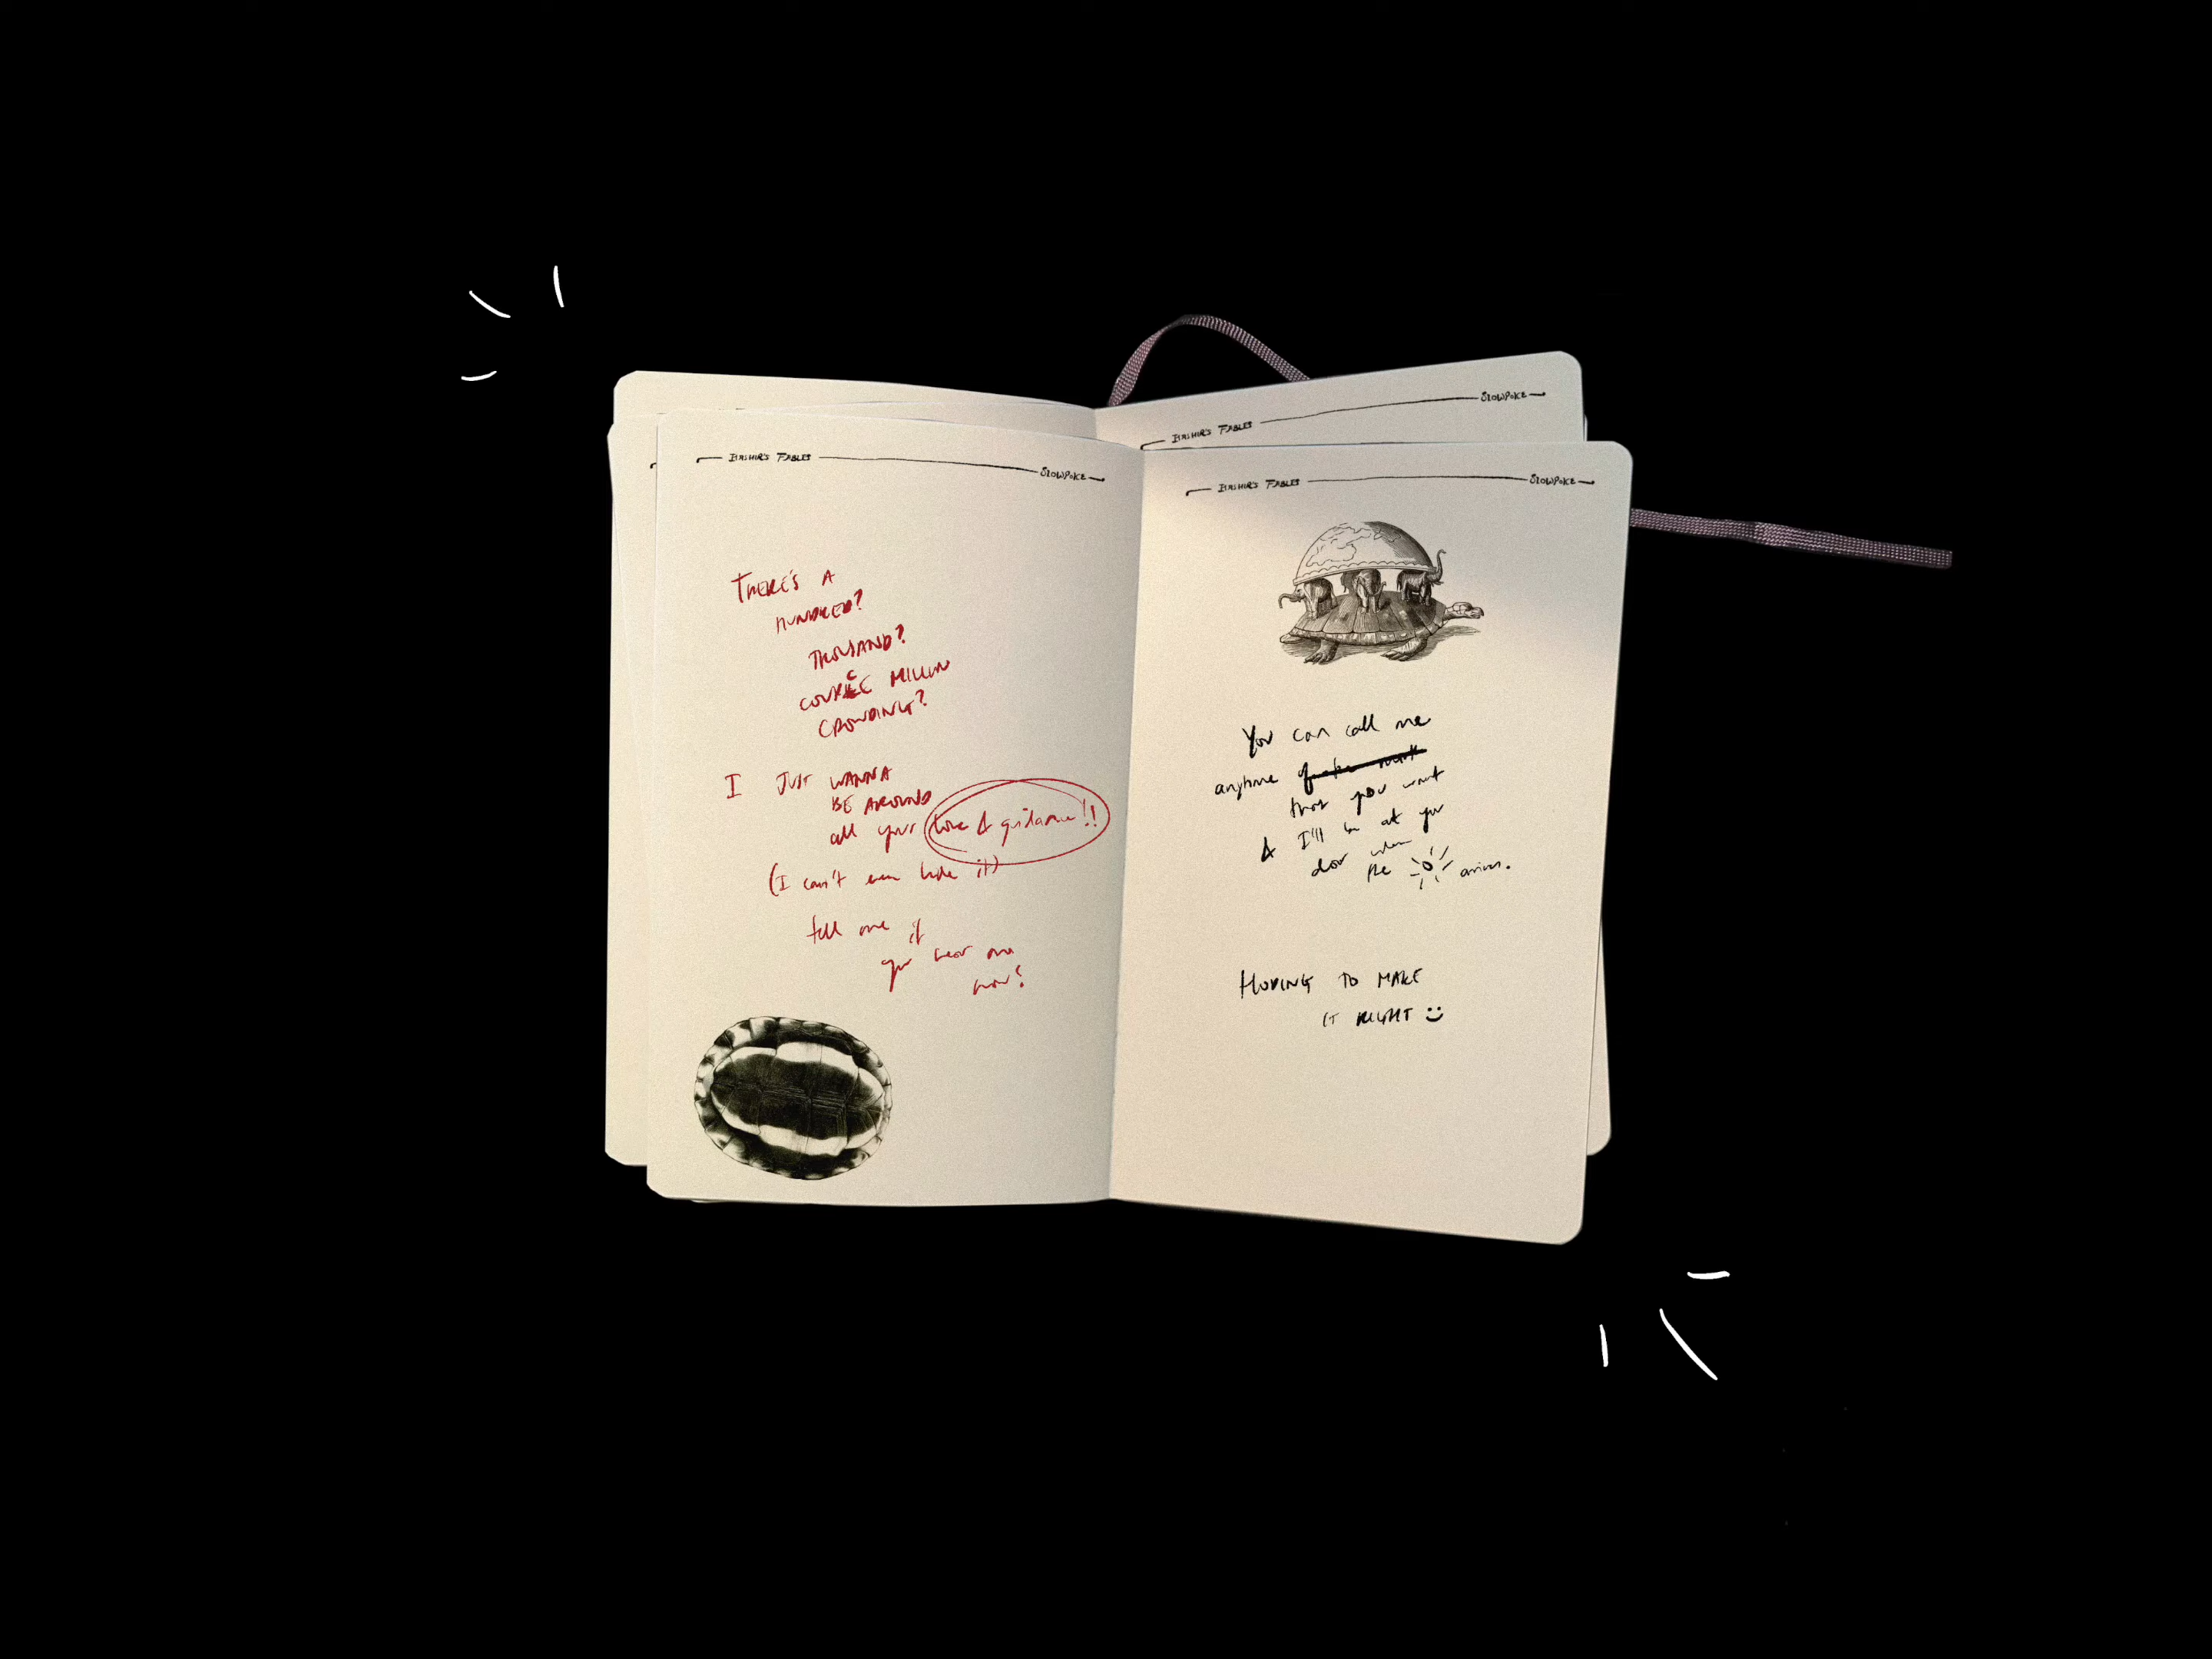 BASHIR'S FABLES
SLOWPOKE
BASHIR'S FABLES
SLOWPOKE
THERE'S A
HUNDRED?
THOUSAND?
COUPLE MILLION
CROWDING?
I JUST WANNA
BE AROUND
all your love & guidance!!
(I can't even hide it)
tell me if
you hear me
now?
BASHIR'S FABLES
SLOWPOKE
You can call me
anytime
that you want
& I'll be at your
door when
the arrives.
HOPING TO MAKE
IT RIGHT